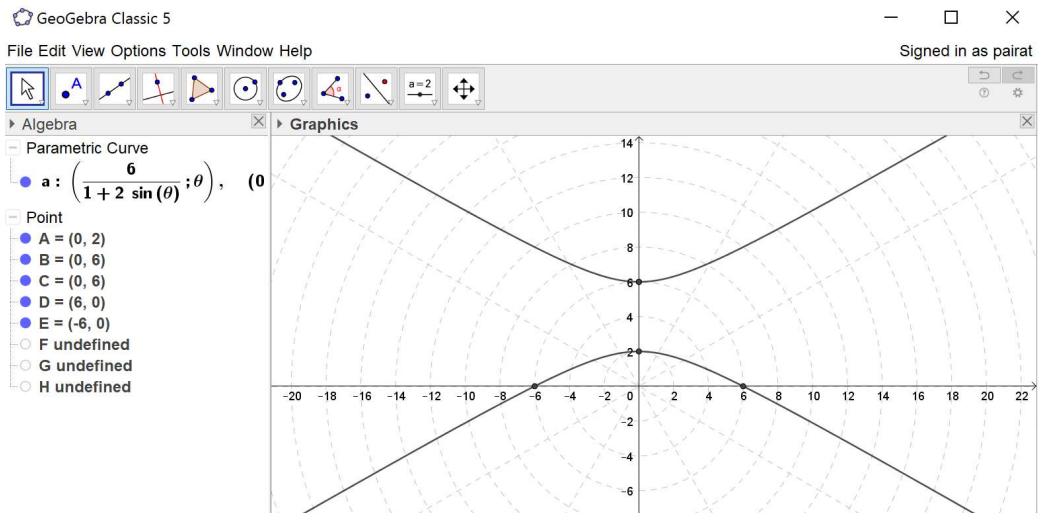 GeoGebra Classic 5
File Edit View Options Tools Window Help
Signed in as pairat
A
α
a=2
Algebra
Graphics
Parametric Curve
a : ( 6 / 1 + 2 sin (θ) ; θ ) , (0
Point
A = (0, 2)
B = (0, 6)
C = (0, 6)
D = (6, 0)
E = (-6, 0)
F undefined
G undefined
H undefined
14
12
10
8
6
4
2
-20 -18 -16 -14 -12 -10 -8 -6 -4 -2 0 2 4 6 8 10 12 14 16 18 20 22
-2
-4
-6